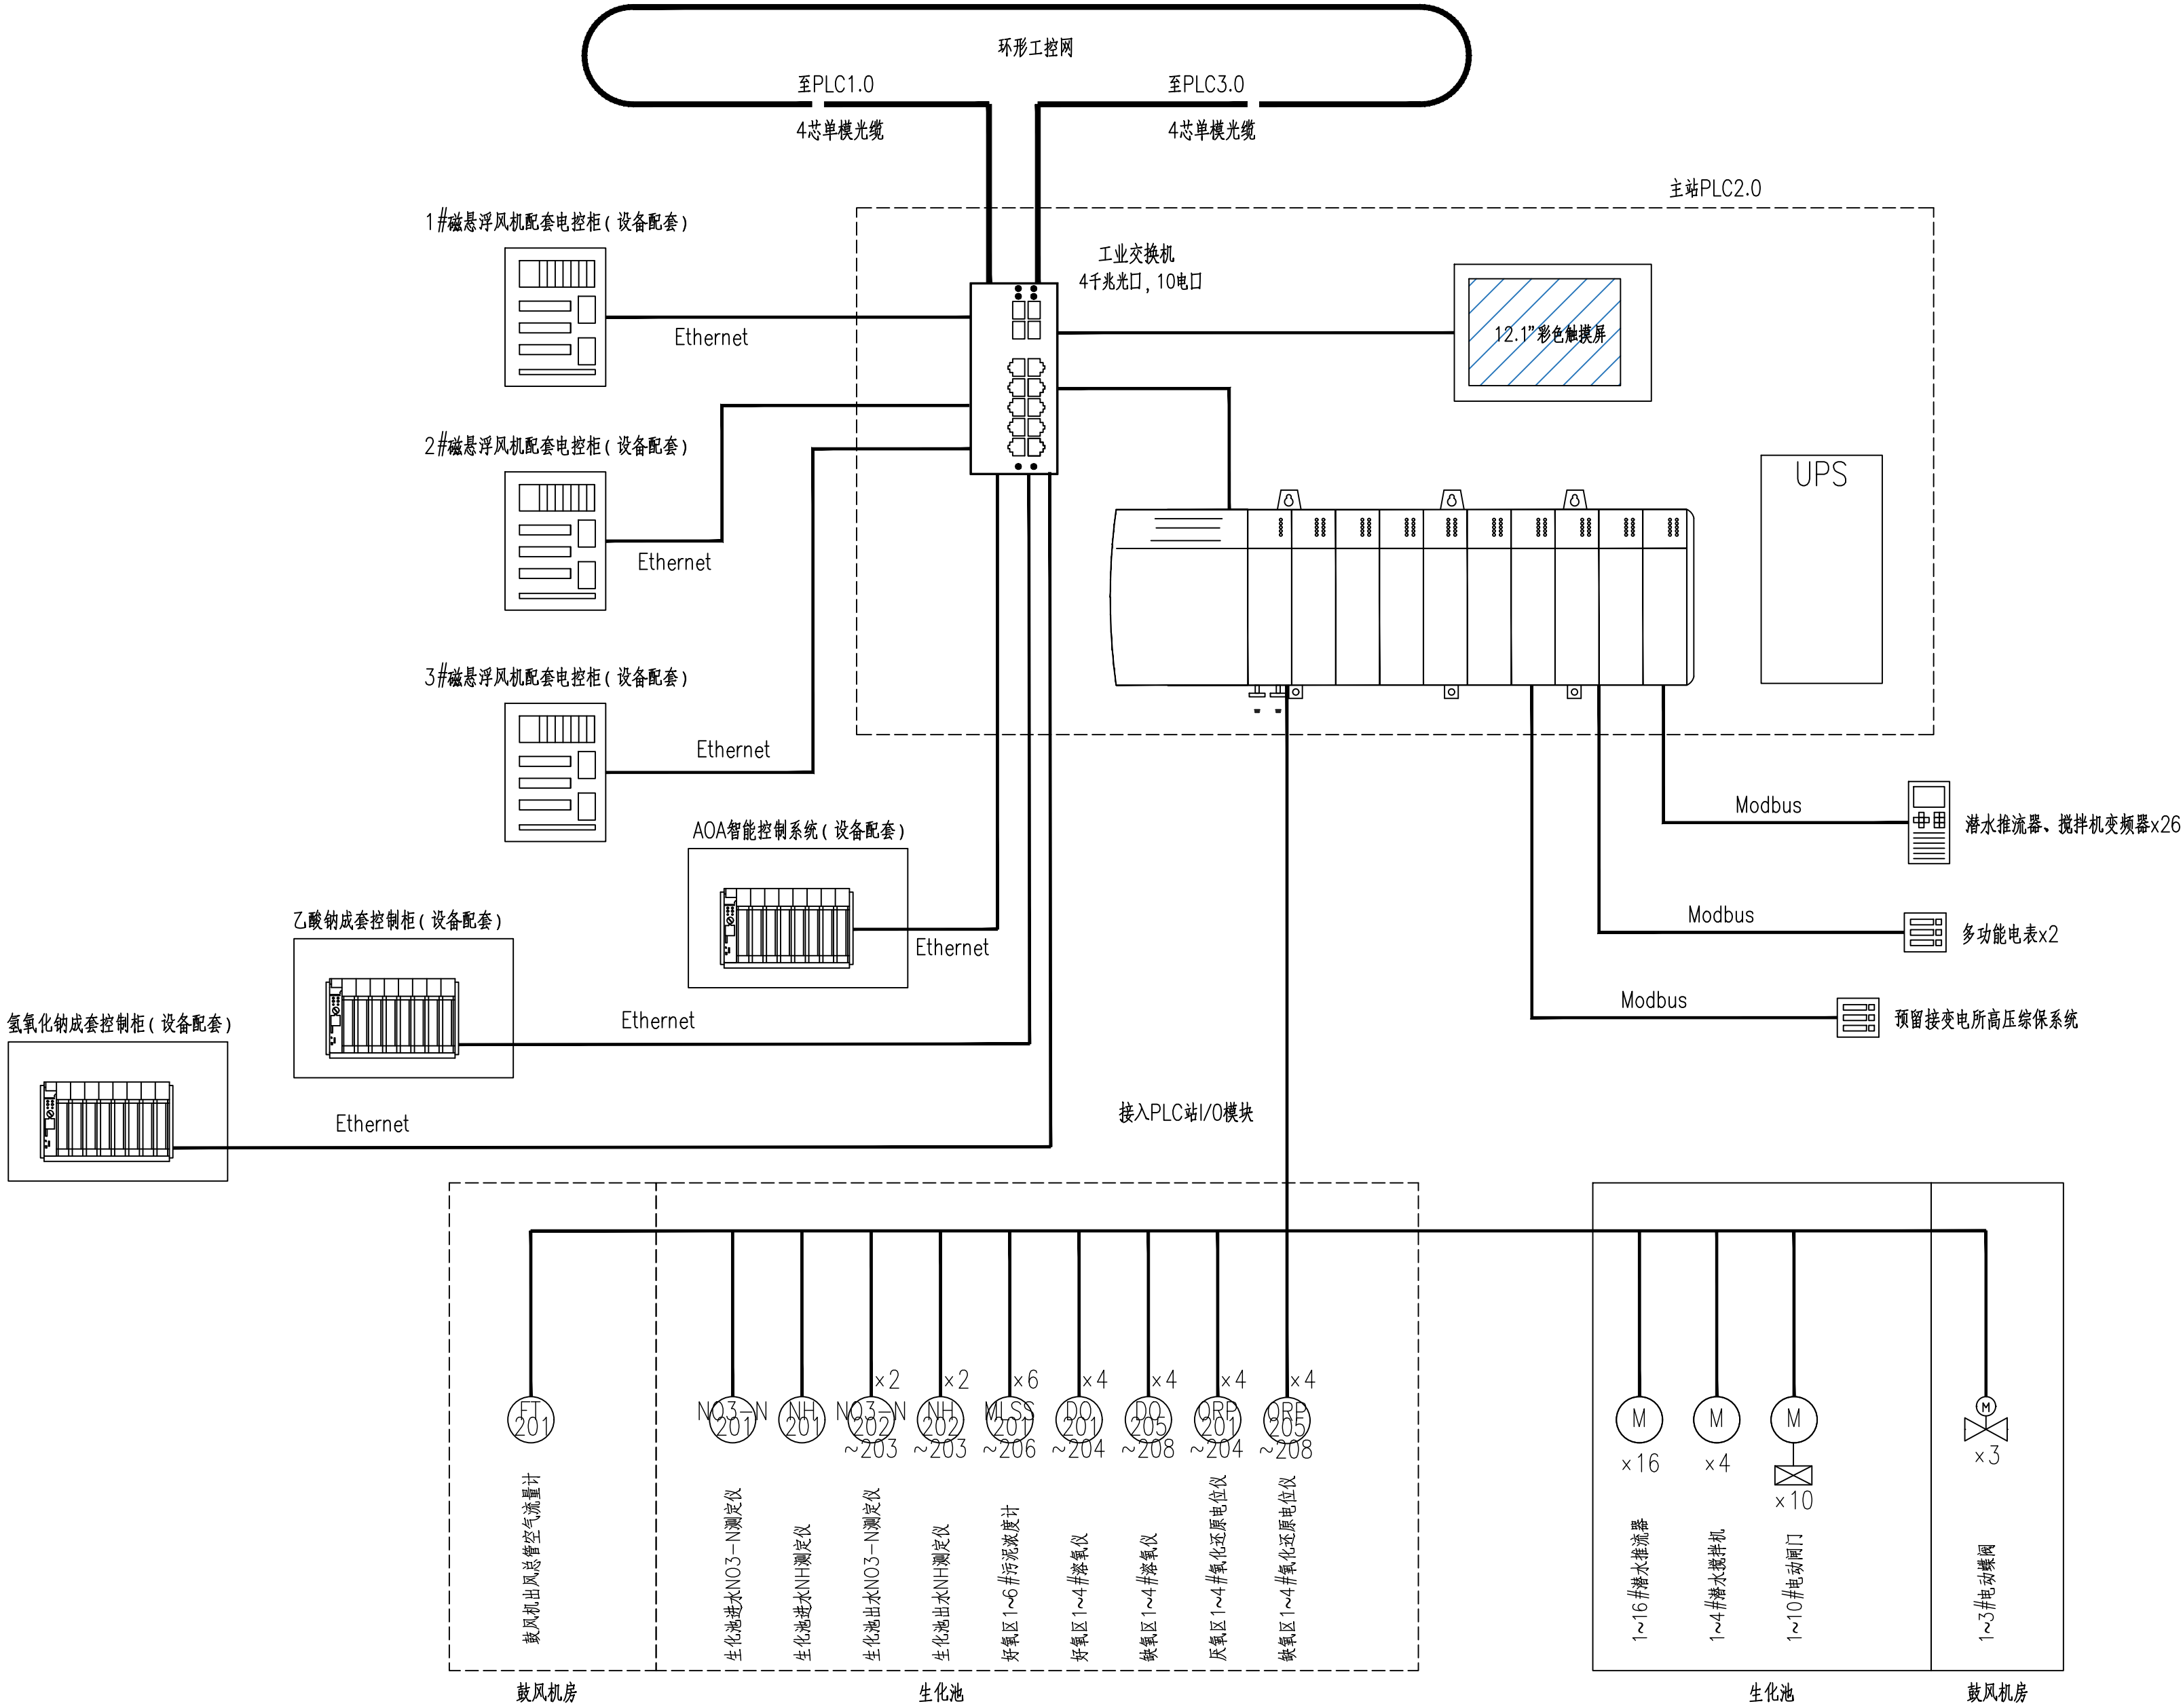 环形工控网
至PLC1.0
至PLC3.0
4芯单模光缆
4芯单模光缆
主站PLC2.0
1#磁悬浮风机配套电控柜(设备配套)
工业交换机
4千兆光口,10电口
12.1"彩色触摸屏
Ethernet
2#磁悬浮风机配套电控柜(设备配套)
UPS
Ethernet
3#磁悬浮风机配套电控柜(设备配套)
Ethernet
Modbus
潜水推流器、搅拌机变频器x26
AOA智能控制系统(设备配套)
Ethernet
Modbus
多功能电表x2
乙酸钠成套控制柜(设备配套)
Ethernet
Modbus
预留接变电所高压综保系统
氢氧化钠成套控制柜(设备配套)
Ethernet
接入PLC站I/O模块
FT
201
NO3-N
201
NH
201
x2
NO3-N
202
~203
x2
NH
202
~203
x6
MLSS
201
~206
x4
DO
201
~204
x4
DO
205
~208
x4
ORP
201
~204
x4
ORP
205
~208
M
x16
M
x4
M
x10
M
x3
鼓风机出风总管空气流量计
生化池进水NO3-N测定仪
生化池进水NH测定仪
生化池出水NO3-N测定仪
生化池出水NH测定仪
好氧区1~6#污泥浓度计
好氧区1~4#溶氧仪
缺氧区1~4#溶氧仪
厌氧区1~4#氧化还原电位仪
缺氧区1~4#氧化还原电位仪
1~16#潜水推流器
1~4#潜水搅拌机
1~10#电动闸门
1~3#电动蝶阀
鼓风机房
生化池
生化池
鼓风机房